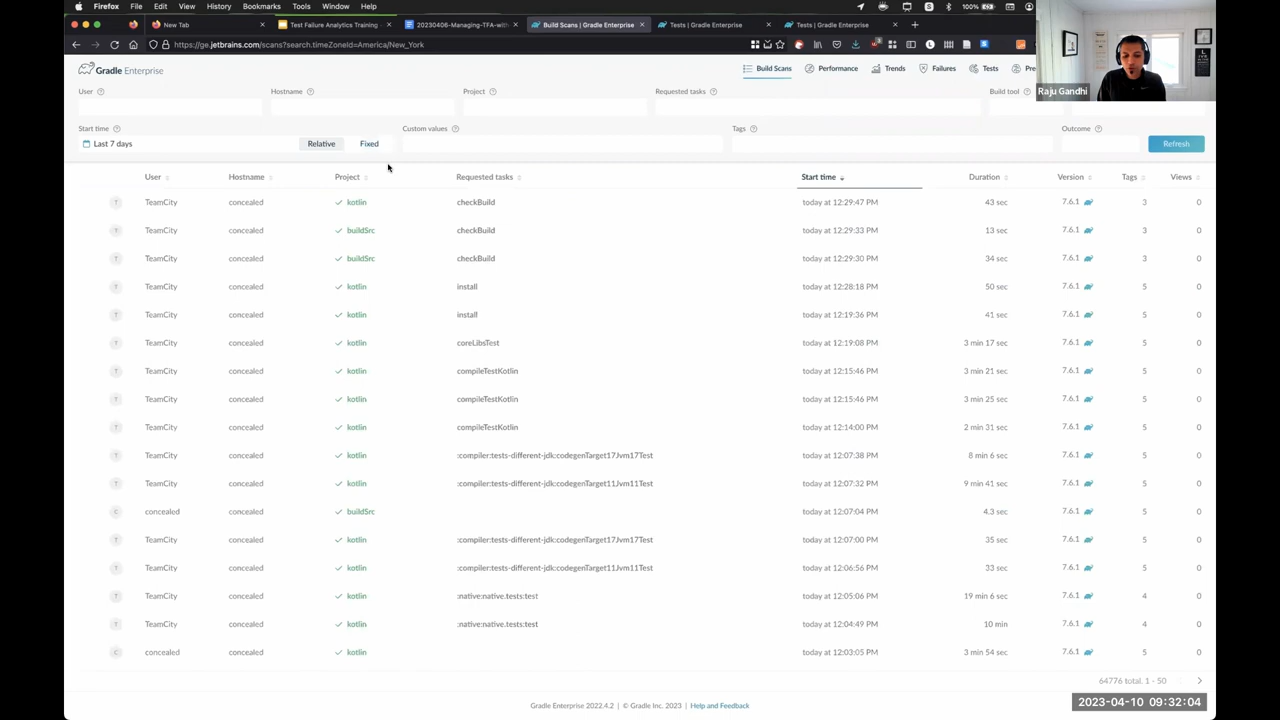 Firefox File Edit View History Bookmarks Tools Window Help 100%
New Tab Test Failure Analytics Training - 20230406-Managing-TFA-with Build Scans | Gradle Enterprise Tests | Gradle Enterprise Tests | Gradle Enterprise
https://ge.jetbrains.com/scans?search.timeZoneId=America/New_York
Gradle Enterprise Build Scans Performance Trends Failures Tests Pre
Raju Gandhi
User Hostname Project Requested tasks Build tool
Start time Custom values Tags Outcome
Last 7 days Relative Fixed Refresh
User Hostname Project Requested tasks Start time Duration Version Tags Views
T TeamCity concealed kotlin checkBuild today at 12:29:47 PM 43 sec 7.6.1 3 0
T TeamCity concealed buildSrc checkBuild today at 12:29:33 PM 13 sec 7.6.1 3 0
T TeamCity concealed buildSrc checkBuild today at 12:29:30 PM 34 sec 7.6.1 3 0
T TeamCity concealed kotlin install today at 12:28:18 PM 50 sec 7.6.1 5 0
T TeamCity concealed kotlin install today at 12:19:36 PM 41 sec 7.6.1 5 0
T TeamCity concealed kotlin coreLibsTest today at 12:19:08 PM 3 min 17 sec 7.6.1 5 0
T TeamCity concealed kotlin compileTestKotlin today at 12:15:46 PM 3 min 21 sec 7.6.1 5 0
T TeamCity concealed kotlin compileTestKotlin today at 12:15:46 PM 3 min 25 sec 7.6.1 5 0
T TeamCity concealed kotlin compileTestKotlin today at 12:14:00 PM 2 min 31 sec 7.6.1 5 0
T TeamCity concealed kotlin :compiler:tests-different-jdk:codegenTarget17Jvm17Test today at 12:07:38 PM 8 min 6 sec 7.6.1 5 0
T TeamCity concealed kotlin :compiler:tests-different-jdk:codegenTarget11Jvm11Test today at 12:07:32 PM 9 min 41 sec 7.6.1 5 0
C concealed concealed buildSrc today at 12:07:04 PM 4.3 sec 7.6.1 5 0
T TeamCity concealed kotlin :compiler:tests-different-jdk:codegenTarget17Jvm17Test today at 12:07:00 PM 35 sec 7.6.1 5 0
T TeamCity concealed kotlin :compiler:tests-different-jdk:codegenTarget11Jvm11Test today at 12:06:56 PM 33 sec 7.6.1 5 0
T TeamCity concealed kotlin :native:native.tests:test today at 12:05:06 PM 19 min 6 sec 7.6.1 4 0
T TeamCity concealed kotlin :native:native.tests:test today at 12:04:49 PM 10 min 7.6.1 4 0
C concealed concealed kotlin today at 12:03:05 PM 3 min 54 sec 7.6.1 5 0
64776 total. 1 - 50
Gradle Enterprise 2022.4.2 | © Gradle Inc. 2023 | Help and Feedback
2023-04-10 09:32:04